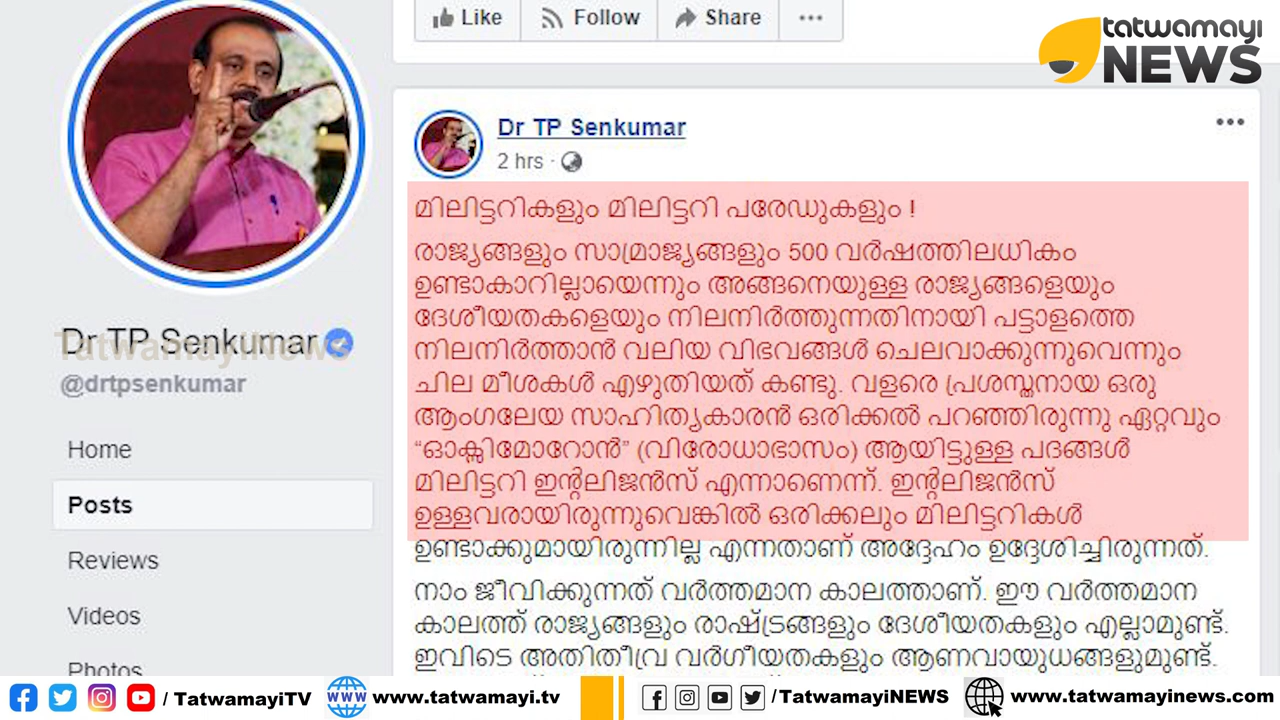 Like Follow Share
tatwamayi
NEWS
Dr TP Senkumar
2 hrs
മിലിട്ടറികളും മിലിട്ടറി പരേഡുകളും !
രാജ്യങ്ങളും സാമ്രാജ്യങ്ങളും 500 വർഷത്തിലധികം
ഉണ്ടാകാറില്ലായെന്നും അങ്ങനെയുള്ള രാജ്യങ്ങളെയും
ദേശീയതകളെയും നിലനിർത്തുന്നതിനായി പട്ടാളത്തെ
നിലനിർത്താൻ വലിയ വിഭവങ്ങൾ ചെലവാക്കുന്നുവെന്നും
ചില മീശകൾ എഴുതിയത് കണ്ടു. വളരെ പ്രശസ്തനായ ഒരു
ആംഗലേയ സാഹിത്യകാരൻ ഒരിക്കൽ പറഞ്ഞിരുന്നു ഏറ്റവും
“ഓക്സിമോറോൻ” (വിരോധാഭാസം) ആയിട്ടുള്ള പദങ്ങൾ
മിലിട്ടറി ഇന്റലിജൻസ് എന്നാണെന്ന്. ഇന്റലിജൻസ്
ഉള്ളവരായിരുന്നുവെങ്കിൽ ഒരിക്കലും മിലിട്ടറികൾ
ഉണ്ടാക്കുമായിരുന്നില്ല എന്നതാണ് അദ്ദേഹം ഉദ്ദേശിച്ചിരുന്നത്.
നാം ജീവിക്കുന്നത് വർത്തമാന കാലത്താണ്. ഈ വർത്തമാന
കാലത്ത് രാജ്യങ്ങളും രാഷ്ട്രങ്ങളും ദേശീയതകളും എല്ലാമുണ്ട്.
ഇവിടെ അതിതീവ്ര വർഗീയതകളും ആണവായുധങ്ങളുമുണ്ട്.
Dr TP Senkumar
Tatwamayi News
@drtpsenkumar
Home
Posts
Reviews
Videos
Photos
/ TatwamayiTV www.tatwamayi.tv /TatwamayiNEWS www.tatwamayinews.com